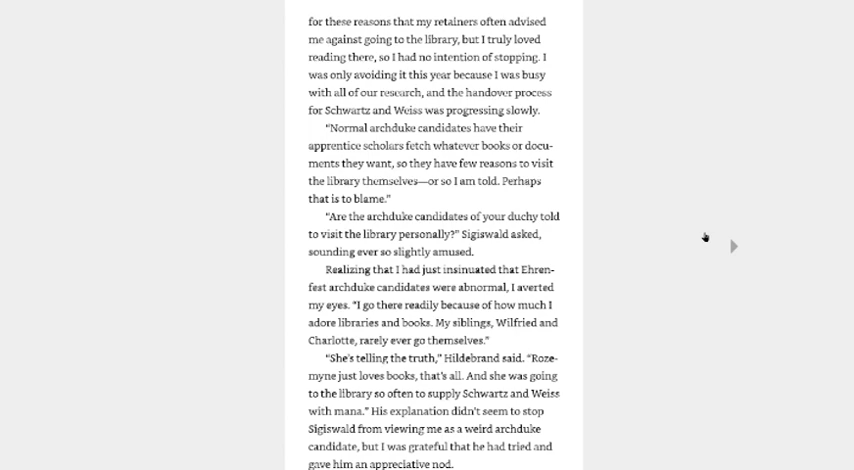 for these reasons that my retainers often advised
me against going to the library, but I truly loved
reading there, so I had no intention of stopping. I
was only avoiding it this year because I was busy
with all of our research, and the handover process
for Schwartz and Weiss was progressing slowly.
“Normal archduke candidates have their
apprentice scholars fetch whatever books or docu-
ments they want, so they have few reasons to visit
the library themselves—or so I am told. Perhaps
that is to blame.”
“Are the archduke candidates of your duchy told
to visit the library personally?” Sigiswald asked,
sounding ever so slightly amused.
Realizing that I had just insinuated that Ehren-
fest archduke candidates were abnormal, I averted
my eyes. “I go there readily because of how much I
adore libraries and books. My siblings, Wilfried and
Charlotte, rarely ever go themselves.”
“She’s telling the truth,” Hildebrand said. “Roze-
myne just loves books, that’s all. And she was going
to the library so often to supply Schwartz and Weiss
with mana.” His explanation didn’t seem to stop
Sigiswald from viewing me as a weird archduke
candidate, but I was grateful that he had tried and
gave him an appreciative nod.